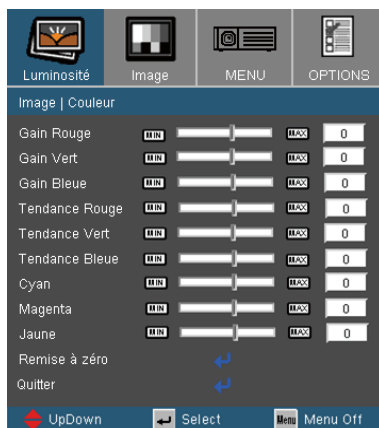 Luminosité Image MENU OPTIONS
Image | Couleur
Gain Rouge MIN MAX 0
Gain Vert MIN MAX 0
Gain Bleue MIN MAX 0
Tendance Rouge MIN MAX 0
Tendance Vert MIN MAX 0
Tendance Bleue MIN MAX 0
Cyan MIN MAX 0
Magenta MIN MAX 0
Jaune MIN MAX 0
Remise à zéro
Quitter
UpDown Select Menu Menu Off